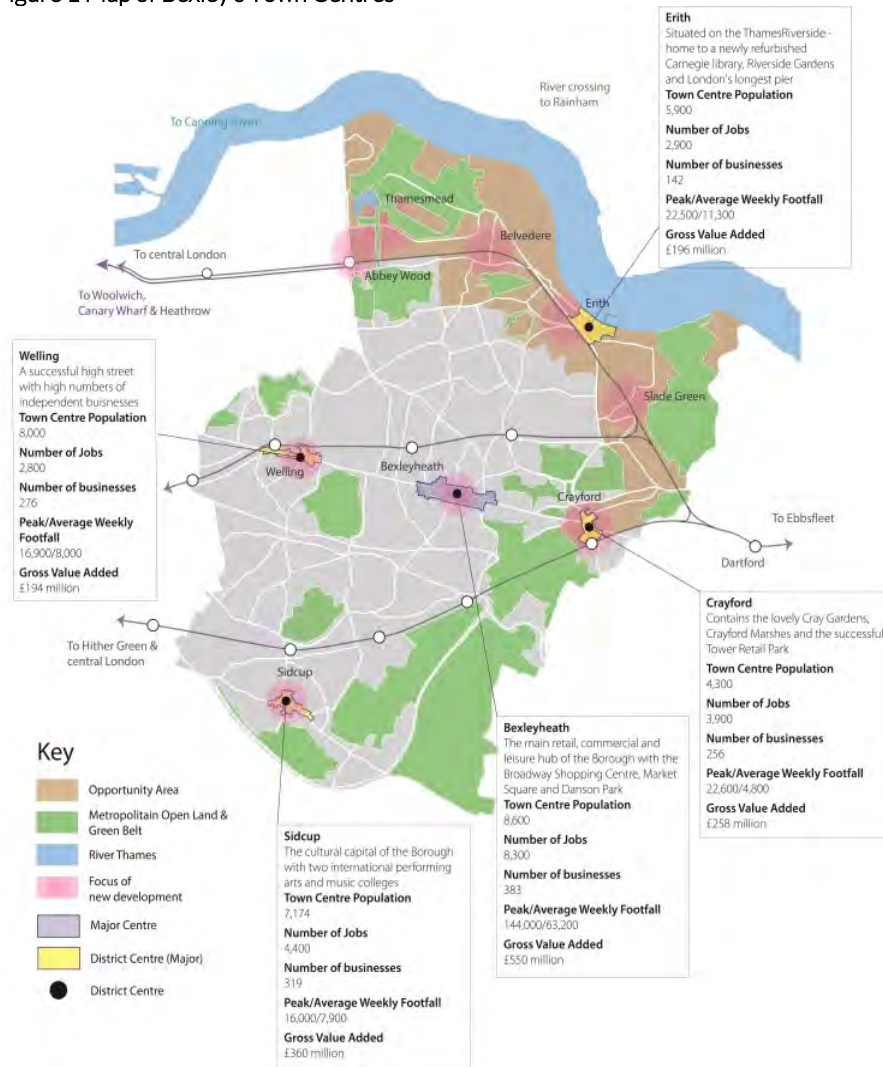 Erith
Situated on the ThamesRiverside -
home to a newly refurbished
Carnegie library, Riverside Gardens
and London's longest pier
Town Centre Population
5,900
Number of Jobs
2,900
Number of businesses
142
Peak/Average Weekly Footfall
22,500/11,300
Gross Value Added
£196 million
River crossing
to Rainham
To Canning
Thamesmead
Belvedere
To central London
Abbey Wood
To Woolwich,
Canary Wharf & Heathrow
Erith
Slade Green
Welling
A successful high street
with high numbers of
independent buisnesses
Town Centre Population
8,000
Number of Jobs
2,800
Number of businesses
276
Peak/Average Weekly
Footfall
16,900/8,000
Gross Value Added
£194 million
Welling
Bexleyheath
Crayford
To Ebbsfleet
Dartford
To Hither Green &
central London
Sidcup
Crayford
Contains the lovely Cray Gardens,
Crayford Marshes and the successful
Tower Retail Park
Town Centre Population
4,300
Number of Jobs
3,900
Number of businesses
256
Peak/Average Weekly Footfall
22,600/4,800
Gross Value Added
£258 million
Bexleyheath
The main retail, commercial and
leisure hub of the Borough with the
Broadway Shopping Centre, Market
Square and Danson Park
Town Centre Population
8,600
Number of Jobs
8,300
Number of businesses
383
Peak/Average Weekly Footfall
144,000/63,200
Gross Value Added
£550 million
Sidcup
The cultural capital of the Borough
with two international performing
arts and music colleges
Town Centre Population
7,174
Number of Jobs
4,400
Number of businesses
319
Peak/Average Weekly Footfall
16,000/7,900
Gross Value Added
£360 million
Key
Opportunity Area
Metropolitain Open Land &
Green Belt
River Thames
Focus of
new development
Major Centre
District Centre (Major)
District Centre